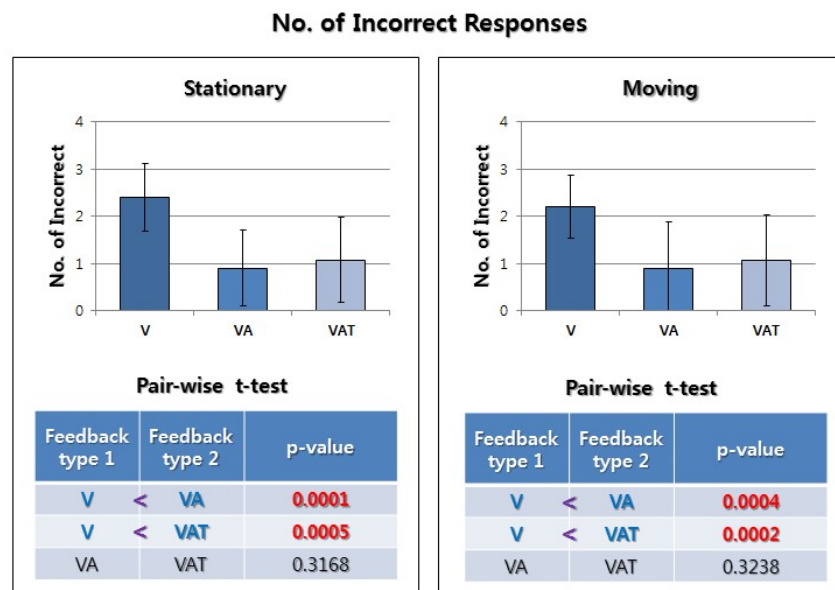 No. of Incorrect Responses
Stationary
No. of Incorrect
4
3
2
1
0
V VA VAT
Pair-wise t-test
Feedback type 1 Feedback type 2 p-value
V < VA 0.0001
V < VAT 0.0005
VA VAT 0.3168
Moving
No. of Incorrect
4
3
2
1
0
V VA VAT
Pair-wise t-test
Feedback type 1 Feedback type 2 p-value
V < VA 0.0004
V < VAT 0.0002
VA VAT 0.3238